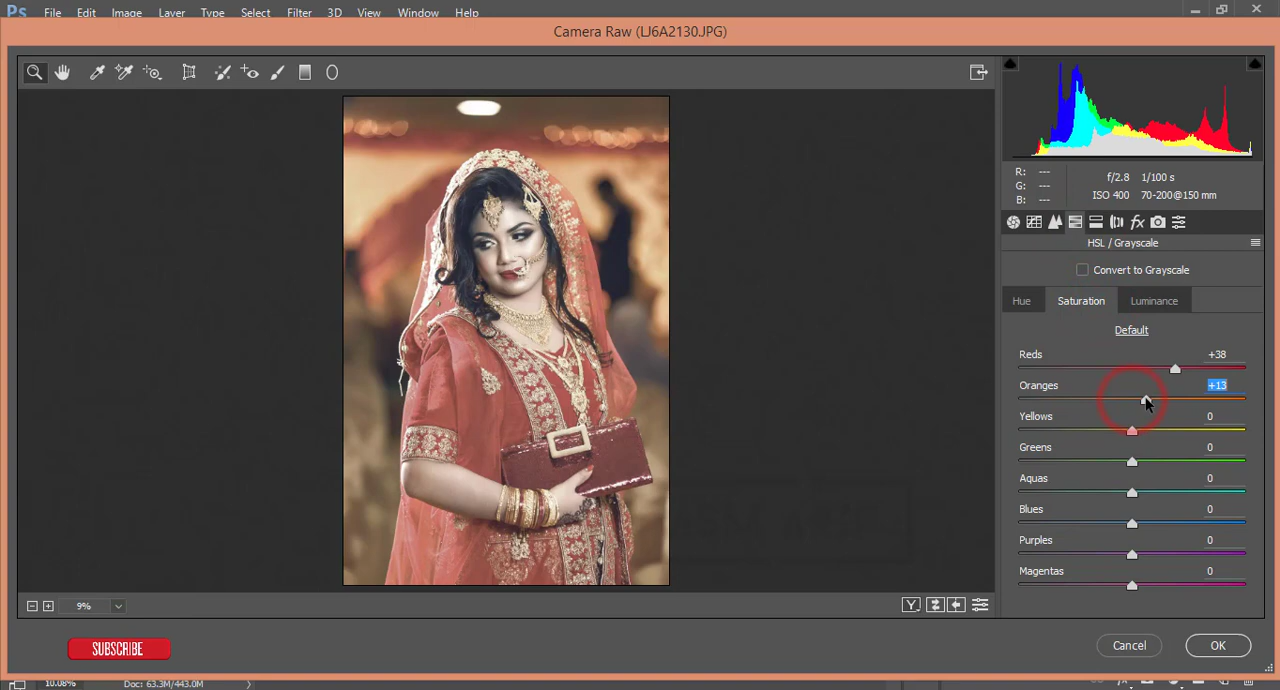 Ps File Edit Image Layer Type Select Filter 3D View Window Help
Camera Raw (LJ6A2130.JPG)
R: ---
G: ---
B: ---
f/2.8 1/100 s
ISO 400 70-200@150 mm
fx
HSL / Grayscale
Convert to Grayscale
Hue Saturation Luminance
Default
Reds +38
Oranges +13
Yellows 0
Greens 0
Aquas 0
Blues 0
Purples 0
Magentas 0
9%
Y
SUBSCRIBE
Cancel OK
10.08% Doc: 63.3M/443.0M